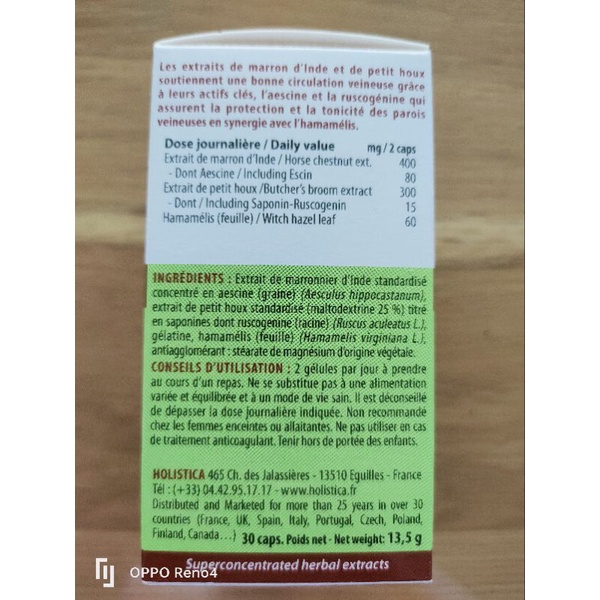 Les extraits de marron d'Inde et de petit houx
soutiennent une bonne circulation veineuse grâce
à leurs actifs clés, l'aescine et la ruscogénine qui
assurent la protection et la tonicité des parois
veineuses en synergie avec l'hamamélis.
Dose journalière / Daily value mg / 2 caps
Extrait de marron d'Inde / Horse chestnut ext. 400
- Dont Aescine / Including Escin 80
Extrait de petit houx /Butcher's broom extract 300
- Dont / Including Saponin-Ruscogenin 15
Hamamélis (feuille) / Witch hazel leaf 60
INGRÉDIENTS : Extrait de marronnier d'Inde standardisé
concentré en aescine (graine) (Aesculus hippocastanum),
extrait de petit houx standardisé (maltodextrine 25 %) titré
en saponines dont ruscogenine (racine) (Ruscus aculeatus L.),
gélatine, hamamélis (feuille) (Hamamelis virginiana L.),
antiagglomérant : stéarate de magnésium d'origine végétale.
CONSEILS D'UTILISATION : 2 gélules par jour à prendre
au cours d'un repas. Ne se substitue pas à une alimentation
variée et équilibrée et à un mode de vie sain. Il est déconseillé
de dépasser la dose journalière indiquée. Non recommandé
chez les femmes enceintes ou allaitantes. Ne pas utiliser en cas
de traitement anticoagulant. Tenir hors de portée des enfants.
HOLISTICA 465 Ch. des Jalassières - 13510 Eguilles - France
Tél : (+33) 04.42.95.17.17 - www.holistica.fr
Distributed and Marketed for more than 25 years in over 30
countries (France, UK, Spain, Italy, Portugal, Czech, Poland,
Finland, Canada...) 30 caps. Poids net - Net weight: 13,5 g
Superconcentrated herbal extracts
OPPO Reno4